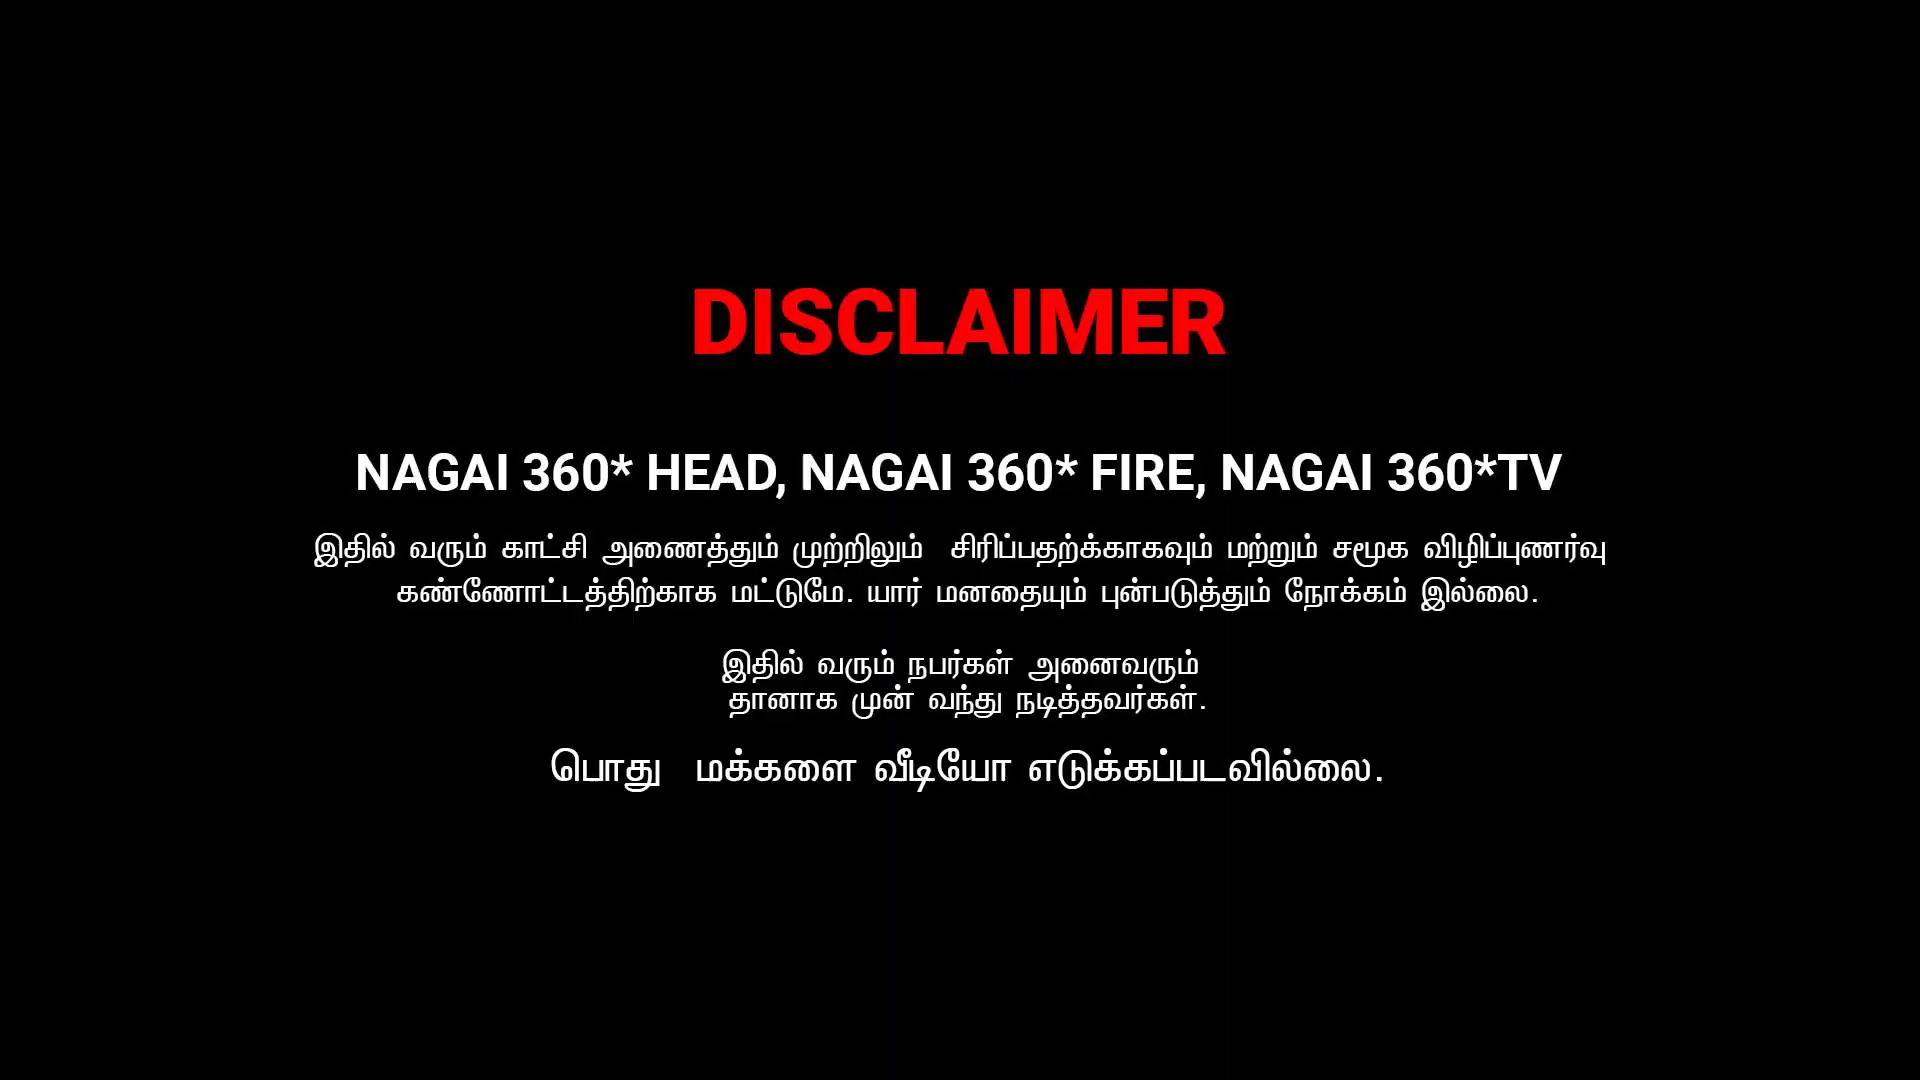 DISCLAIMER
NAGAI 360* HEAD, NAGAI 360* FIRE, NAGAI 360*TV
இதில் வரும் காட்சி அணைத்தும் முற்றிலும் சிரிப்பதற்க்காகவும் மற்றும் சமூக விழிப்புணர்வு
கண்ணோட்டத்திற்காக மட்டுமே. யார் மனதையும் புன்படுத்தும் நோக்கம் இல்லை.
இதில் வரும் நபர்கள் அனைவரும்
தானாக முன் வந்து நடித்தவர்கள்.
பொது மக்களை வீடியோ எடுக்கப்படவில்லை.